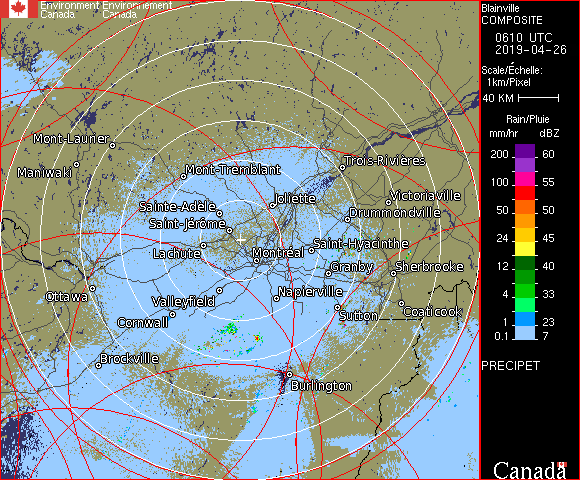 Environment Environnement
Canada Canada
Blainville
COMPOSITE
0610 UTC
2019-04-26
Scale/Échelle:
1km/Pixel
40 KM
Rain/Pluie
mm/hr dBZ
200 60
100 55
50 50
24 45
12 40
4 33
1 23
0.1 7
PRECIPET
Canada
Mont-Laurier
Maniwaki
Mont-Tremblant
Trois-Rivières
Sainte-Adèle
Joliette
Victoriaville
Saint-Jérôme
Drummondville
Lachute
Montréal
Saint-Hyacinthe
Granby
Sherbrooke
Ottawa
Valleyfield
Napierville
Cornwall
Sutton
Coaticook
Brockville
Burlington